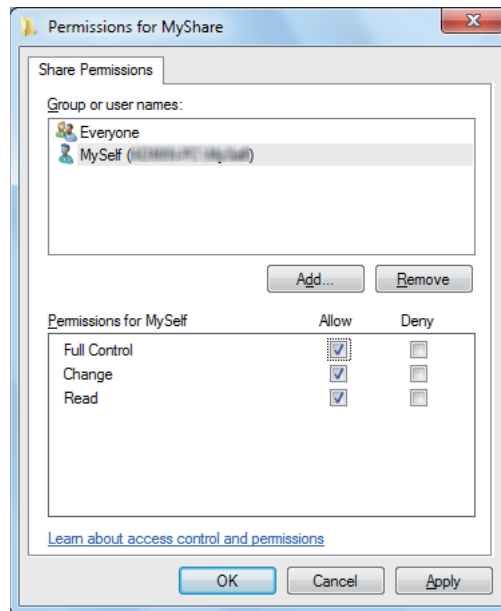 Permissions for MyShare
Share Permissions
Group or user names:
Everyone
MySelf (
Add... Remove
Permissions for MySelf Allow Deny
Full Control
Change
Read
Learn about access control and permissions
OK Cancel Apply